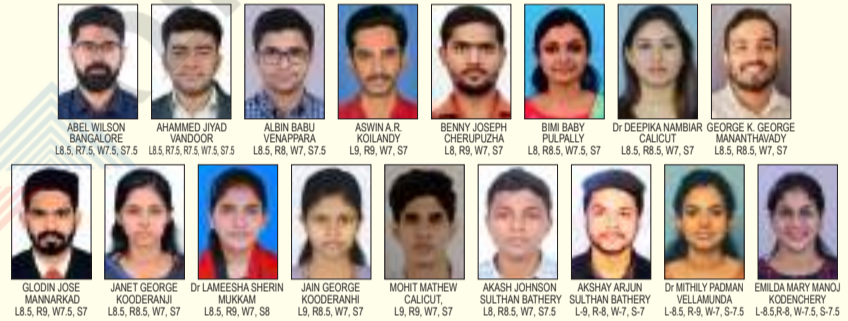 ABEL WILSON
BANGALORE
L8.5, R7.5, W7.5, S7.5
AHAMMED JIYAD
VANDOOR
L8.5, R7.5, W7.5, S7.5
ALBIN BABU
VENAPPARA
L8.5, R8, W7, S7.5
ASWIN A.R.
KOILANDY
L9, R9, W7, S7
BENNY JOSEPH
CHERUPUZHA
L8, R9, W7, S7
BIMI BABY
PULPALLY
L8, R8.5, W7.5, S7
Dr DEEPIKA NAMBIAR
CALICUT
L8.5, R8.5, W7, S7
GEORGE K. GEORGE
MANANTHAVADY
L8.5, R8.5, W7, S7
GLODIN JOSE
MANNARKAD
L8.5, R9, W7.5, S7
JANET GEORGE
KOODERANJI
L8.5, R8.5, W7, S7
Dr LAMEESHA SHERIN
MUKKAM
L8.5, R9, W7, S8
JAIN GEORGE
KOODERANHI
L9, R8.5, W7, S7
MOHIT MATHEW
CALICUT,
L9, R9, W7, S7
AKASH JOHNSON
SULTHAN BATHERY
L8, R8.5, W7, S7.5
AKSHAY ARJUN
SULTHAN BATHERY
L-9, R-8, W-7, S-7
Dr MITHILY PADMAN
VELLAMUNDA
L-8.5, R-9, W-7, S-7.5
EMILDA MARY MANOJ
KODENCHERY
L-8.5,R-8, W-7.5, S-7.5